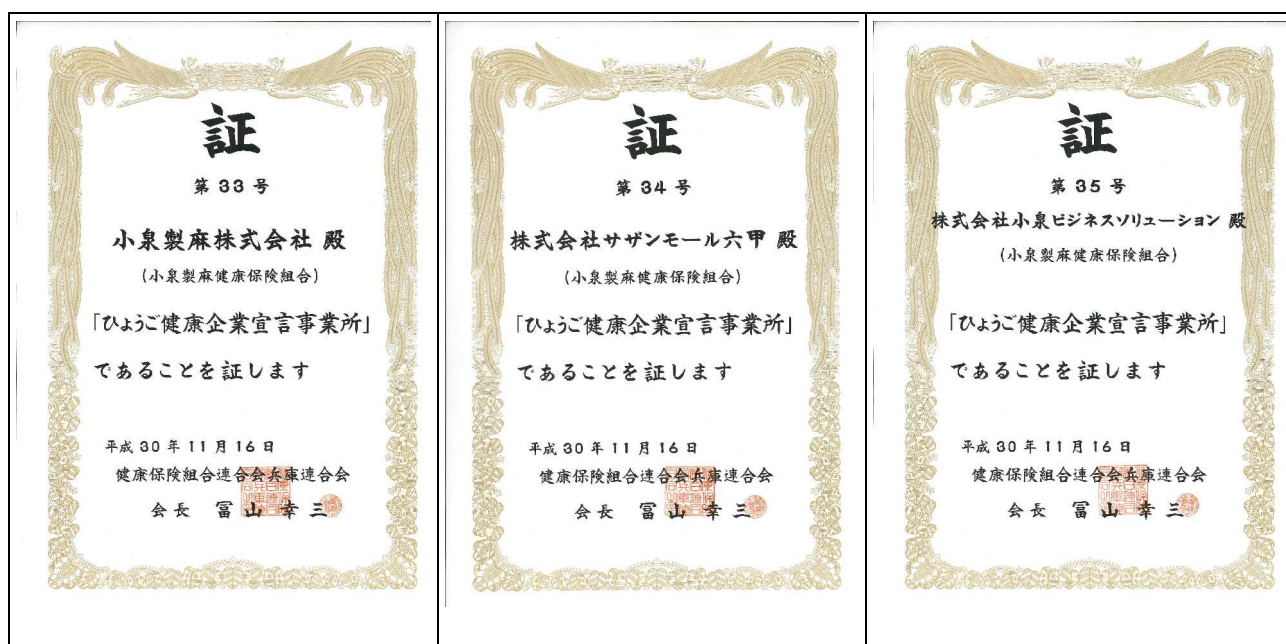 証
第33号
小泉製麻株式会社 殿
(小泉製麻健康保険組合)
「ひょうご健康企業宣言事業所」
であることを証します
平成30年11月16日
健康保険組合連合会兵庫連合会
会長 冨山幸三
証
第34号
株式会社サザンモール六甲 殿
(小泉製麻健康保険組合)
「ひょうご健康企業宣言事業所」
であることを証します
平成30年11月16日
健康保険組合連合会兵庫連合会
会長 冨山幸三
証
第35号
株式会社小泉ビジネスソリューション 殿
(小泉製麻健康保険組合)
「ひょうご健康企業宣言事業所」
であることを証します
平成30年11月16日
健康保険組合連合会兵庫連合会
会長 冨山幸三